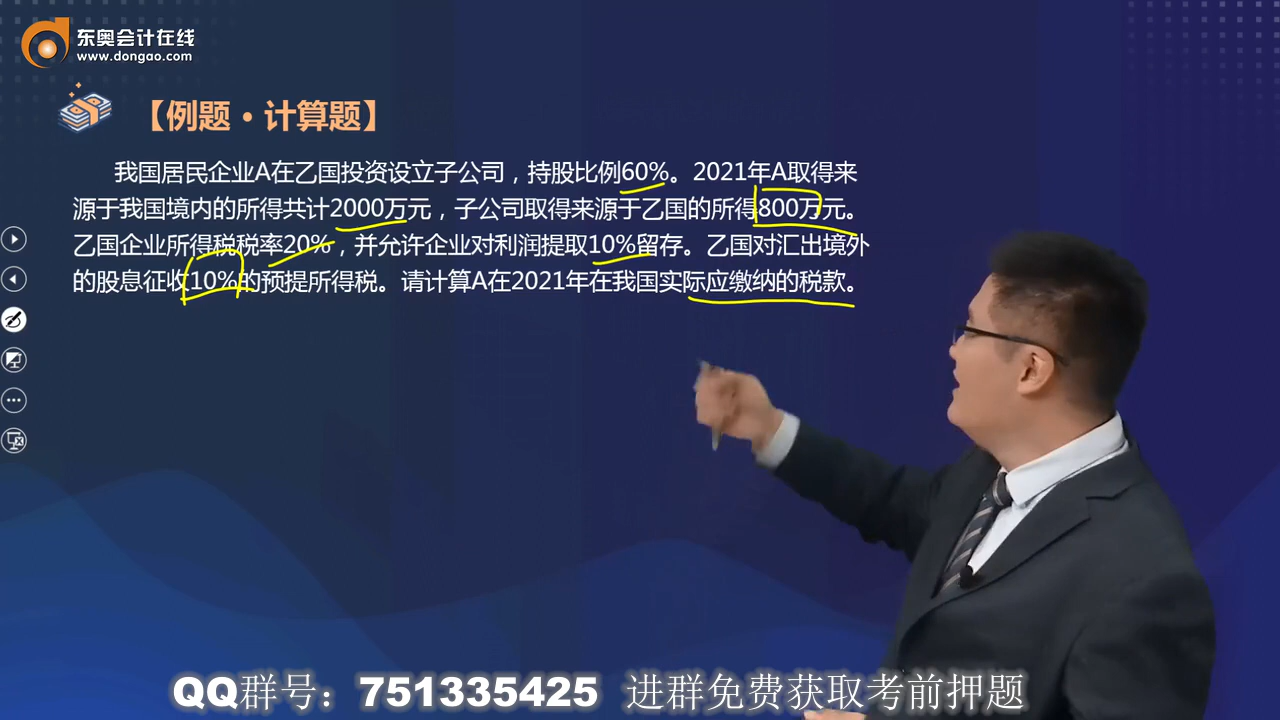 东奥会计在线
www.dongao.com
【例题·计算题】
我国居民企业A在乙国投资设立子公司，持股比例60%。2021年A取得来
源于我国境内的所得共计2000万元，子公司取得来源于乙国的所得800万元。
乙国企业所得税税率20%，并允许企业对利润提取10%留存。乙国对汇出境外
的股息征收10%的预提所得税。请计算A在2021年在我国实际应缴纳的税款。
QQ群号：751335425 进群免费获取考前押题